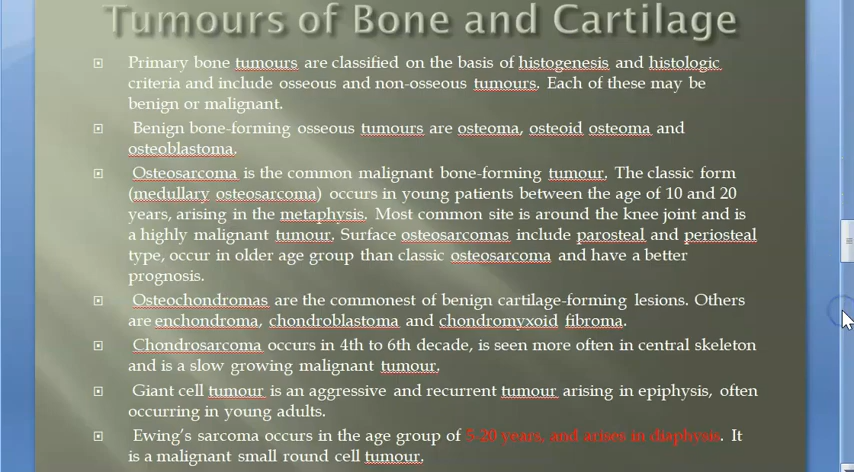 Tumours of Bone and Cartilage
Primary bone tumours are classified on the basis of histogenesis and histologic
criteria and include osseous and non-osseous tumours. Each of these may be
benign or malignant.
Benign bone-forming osseous tumours are osteoma, osteoid osteoma and
osteoblastoma.
Osteosarcoma is the common malignant bone-forming tumour. The classic form
(medullary osteosarcoma) occurs in young patients between the age of 10 and 20
years, arising in the metaphysis. Most common site is around the knee joint and is
a highly malignant tumour. Surface osteosarcomas include parosteal and periosteal
type, occur in older age group than classic osteosarcoma and have a better
prognosis.
Osteochondromas are the commonest of benign cartilage-forming lesions. Others
are enchondroma, chondroblastoma and chondromyxoid fibroma.
Chondrosarcoma occurs in 4th to 6th decade, is seen more often in central skeleton
and is a slow growing malignant tumour.
Giant cell tumour is an aggressive and recurrent tumour arising in epiphysis, often
occurring in young adults.
Ewing's sarcoma occurs in the age group of 5-20 years, and arises in diaphysis. It
is a malignant small round cell tumour.